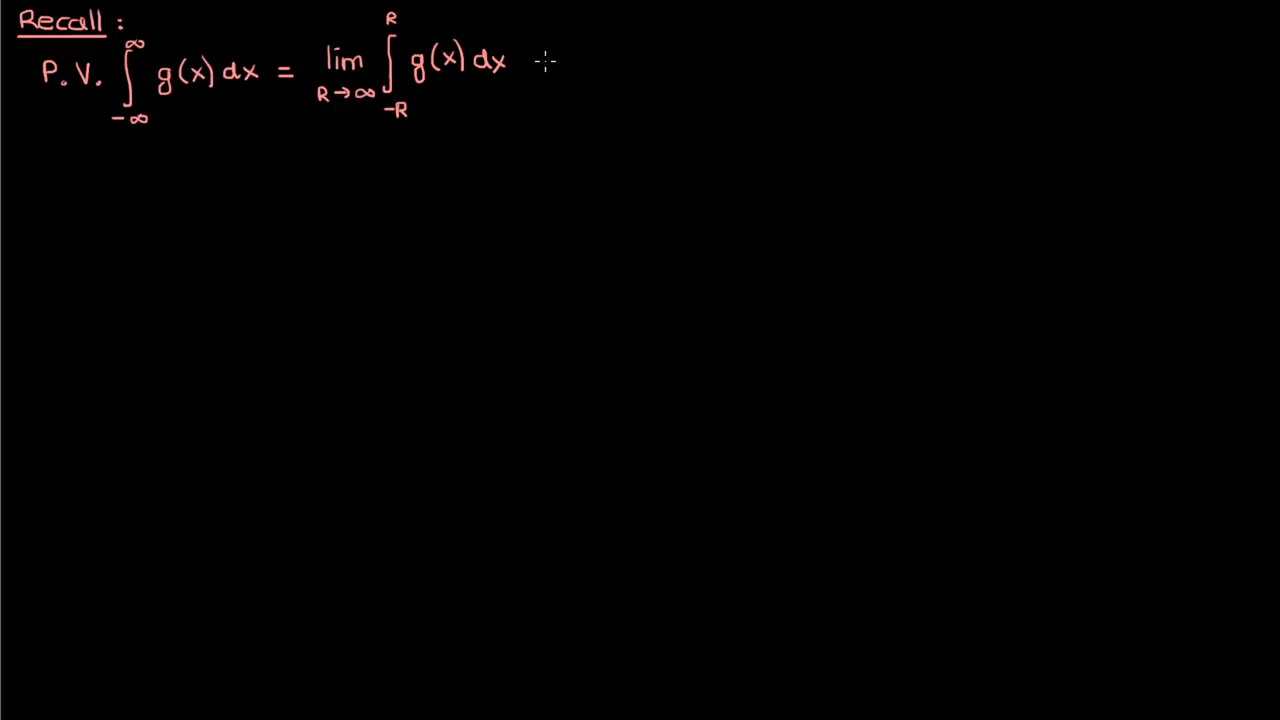 Recall :
P.V. ∫_{-∞}^{∞} g(x) dx = lim_{R→∞} ∫_{-R}^{R} g(x) dx